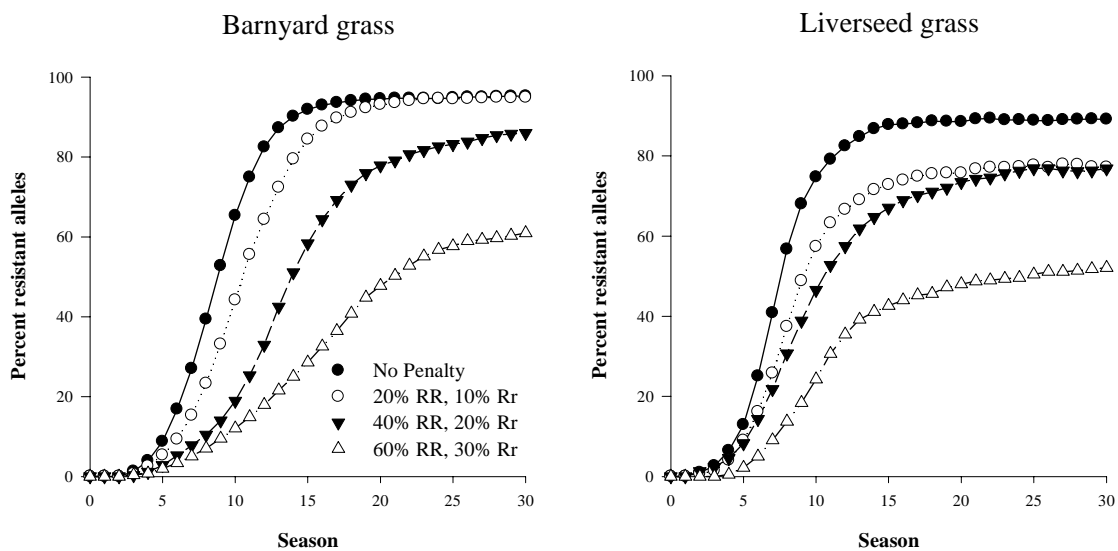 Barnyard grass
Liverseed grass
Percent resistant alleles
100
80
60
40
20
0
0 5 10 15 20 25 30
Season
No Penalty
20% RR, 10% Rr
40% RR, 20% Rr
60% RR, 30% Rr
Percent resistant alleles
100
80
60
40
20
0
0 5 10 15 20 25 30
Season